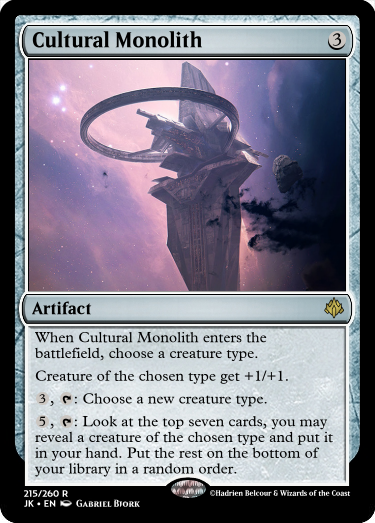 Cultural Monolith 3
Artifact
When Cultural Monolith enters the
battlefield, choose a creature type.
Creature of the chosen type get +1/+1.
3 , : Choose a new creature type.
5 , : Look at the top seven cards, you may
reveal a creature of the chosen type and put it
in your hand. Put the rest on the bottom of
your library in a random order.
215/260 R
JK • EN Gabriel Bjork
©Hadrien Belcour & Wizards of the Coast